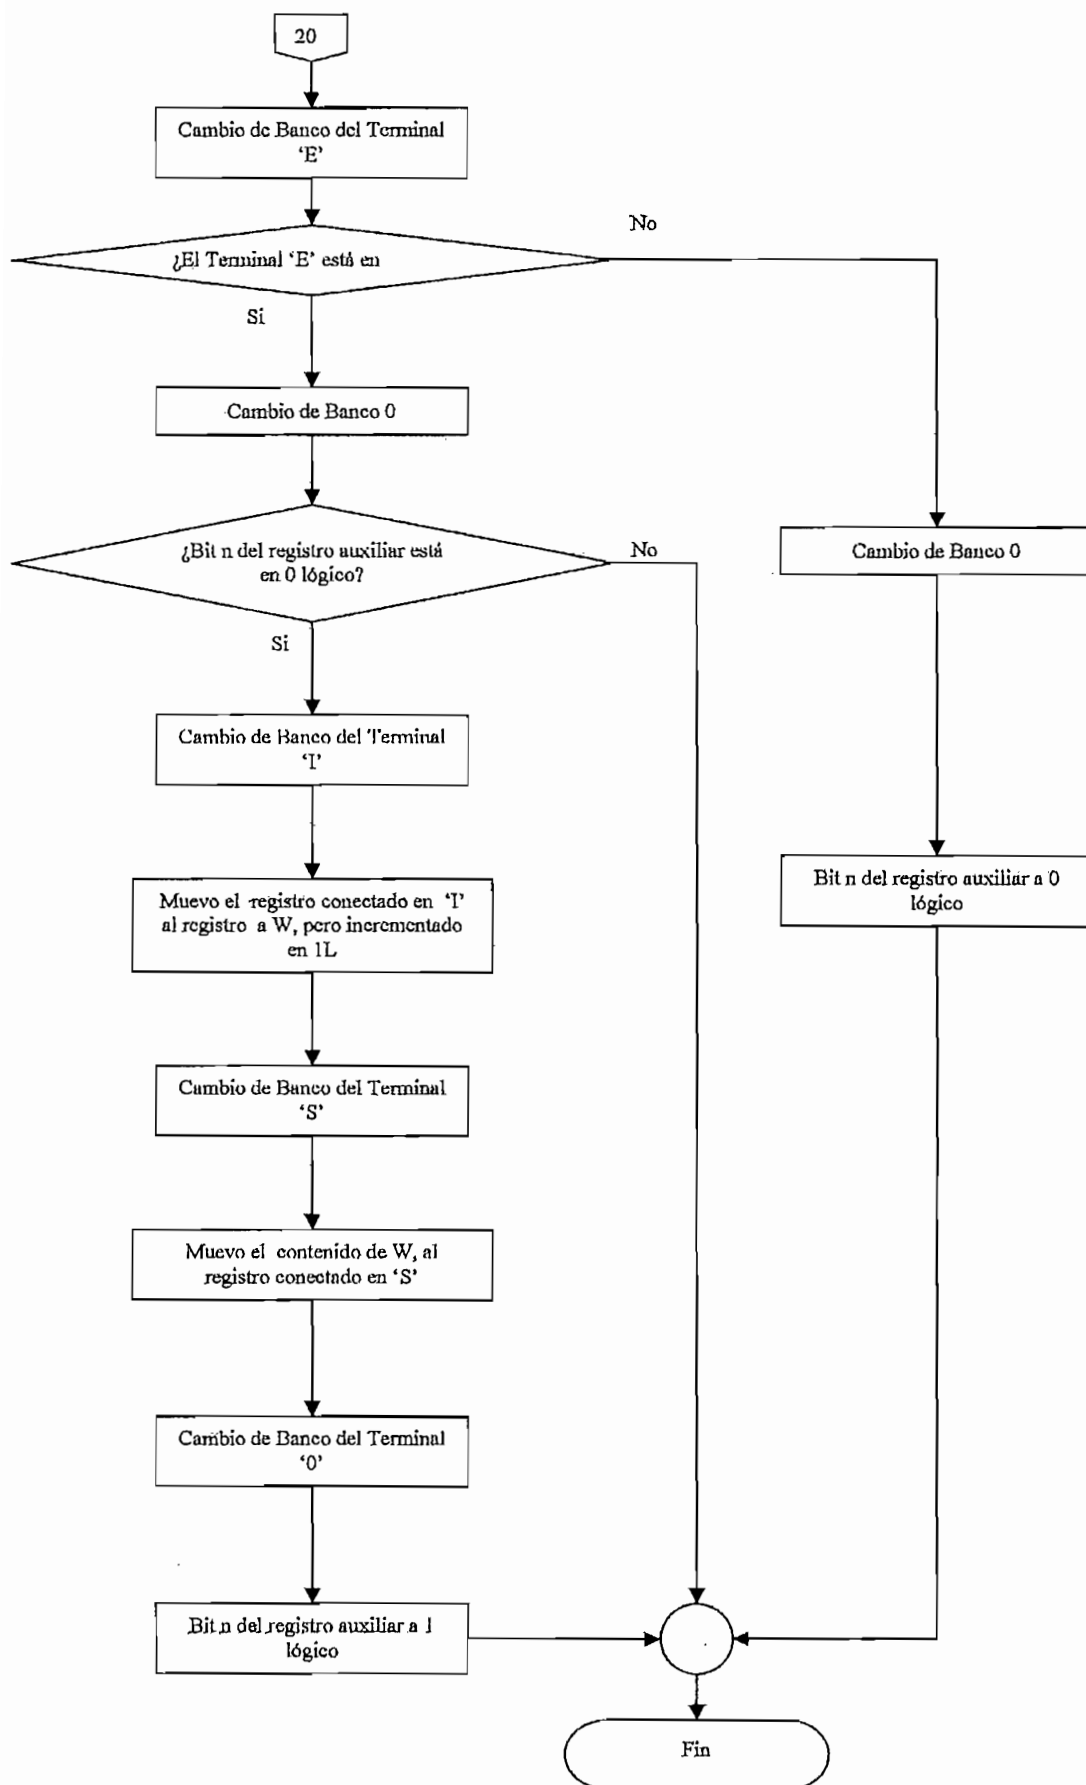 20
Cambio de Banco del Terminal
‘E’
No
¿El Terminal ‘E’ está en
Si
Cambio de Banco 0
¿Bit n del registro auxiliar está
en 0 lógico?
No
Cambio de Banco 0
Si
Cambio de Banco del Terminal
‘I’
Bit n del registro auxiliar a 0
lógico
Muevo el registro conectado en ‘I’
al registro a W, pero incrementado
en 1L
Cambio de Banco del Terminal
‘S’
Muevo el contenido de W, al
registro conectado en ‘S’
Cambio de Banco del Terminal
‘0’
Bit n del registro auxiliar a 1
lógico
Fin